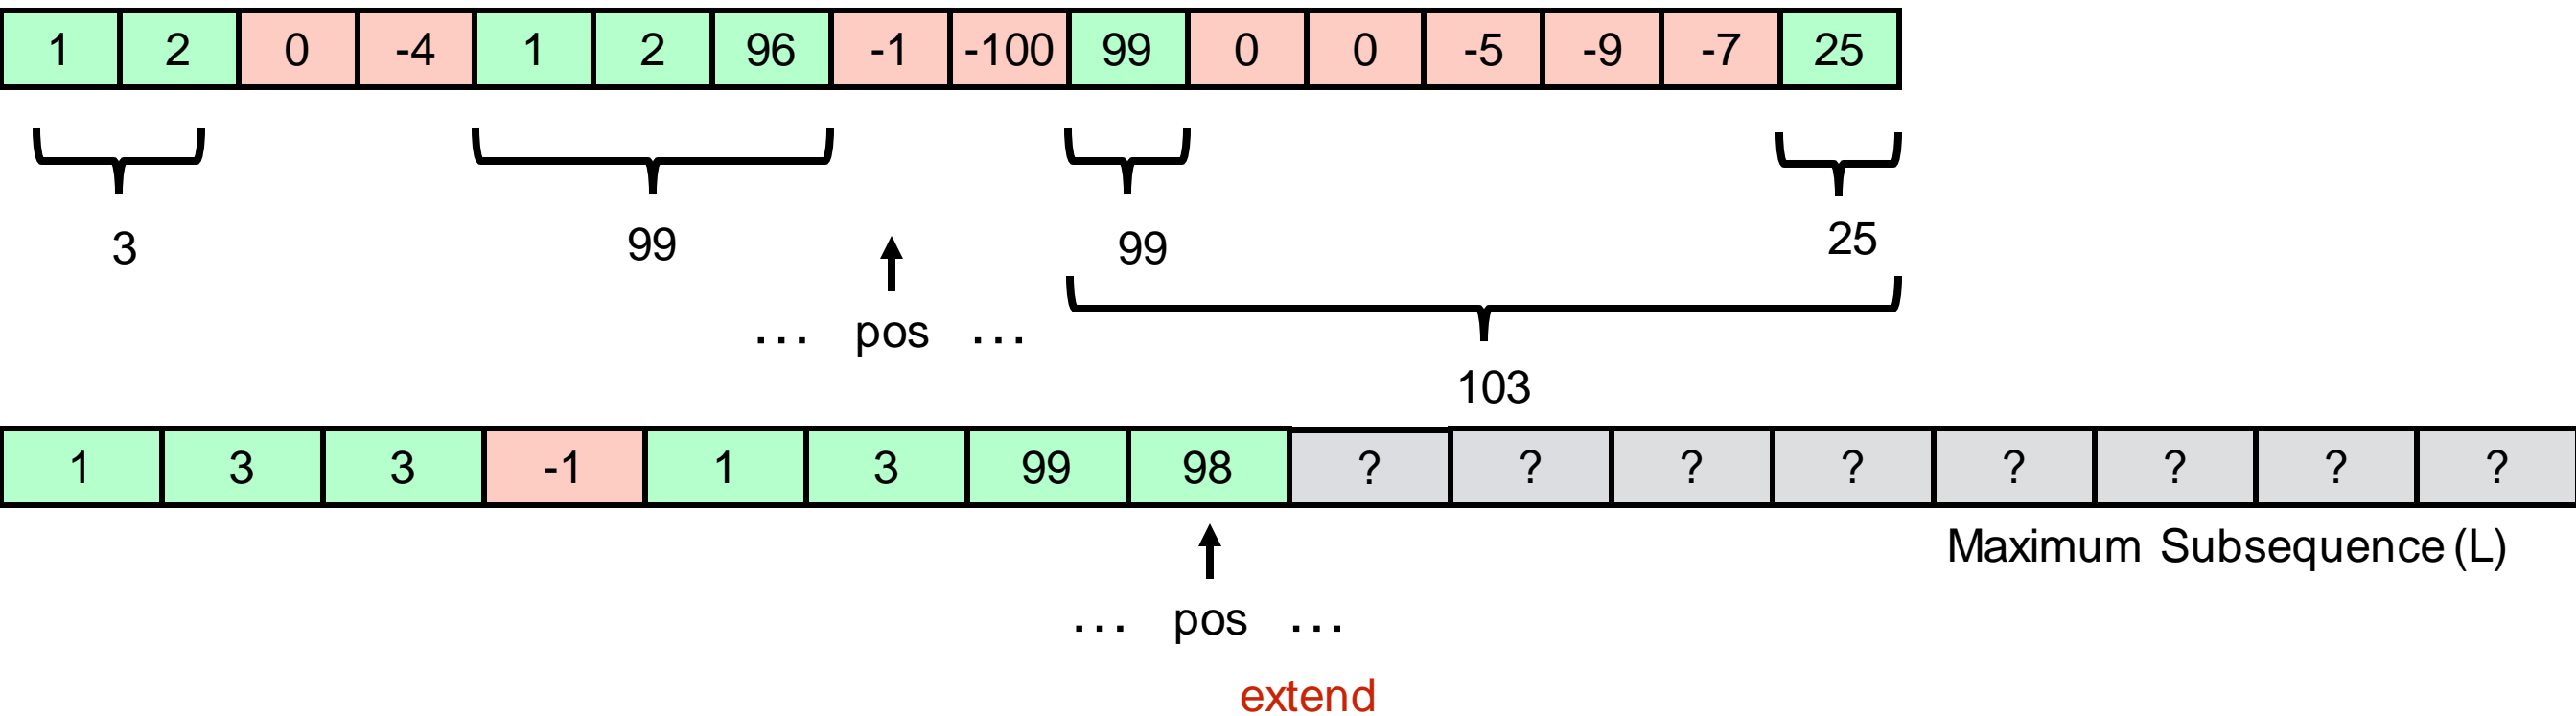 1 2 0 -4 1 2 96 -1 -100 99 0 0 -5 -9 -7 25
3 99 99 25
... pos ...
103
1 3 3 -1 1 3 99 98 ? ? ? ? ? ? ? ?
Maximum Subsequence (L)
... pos ...
extend